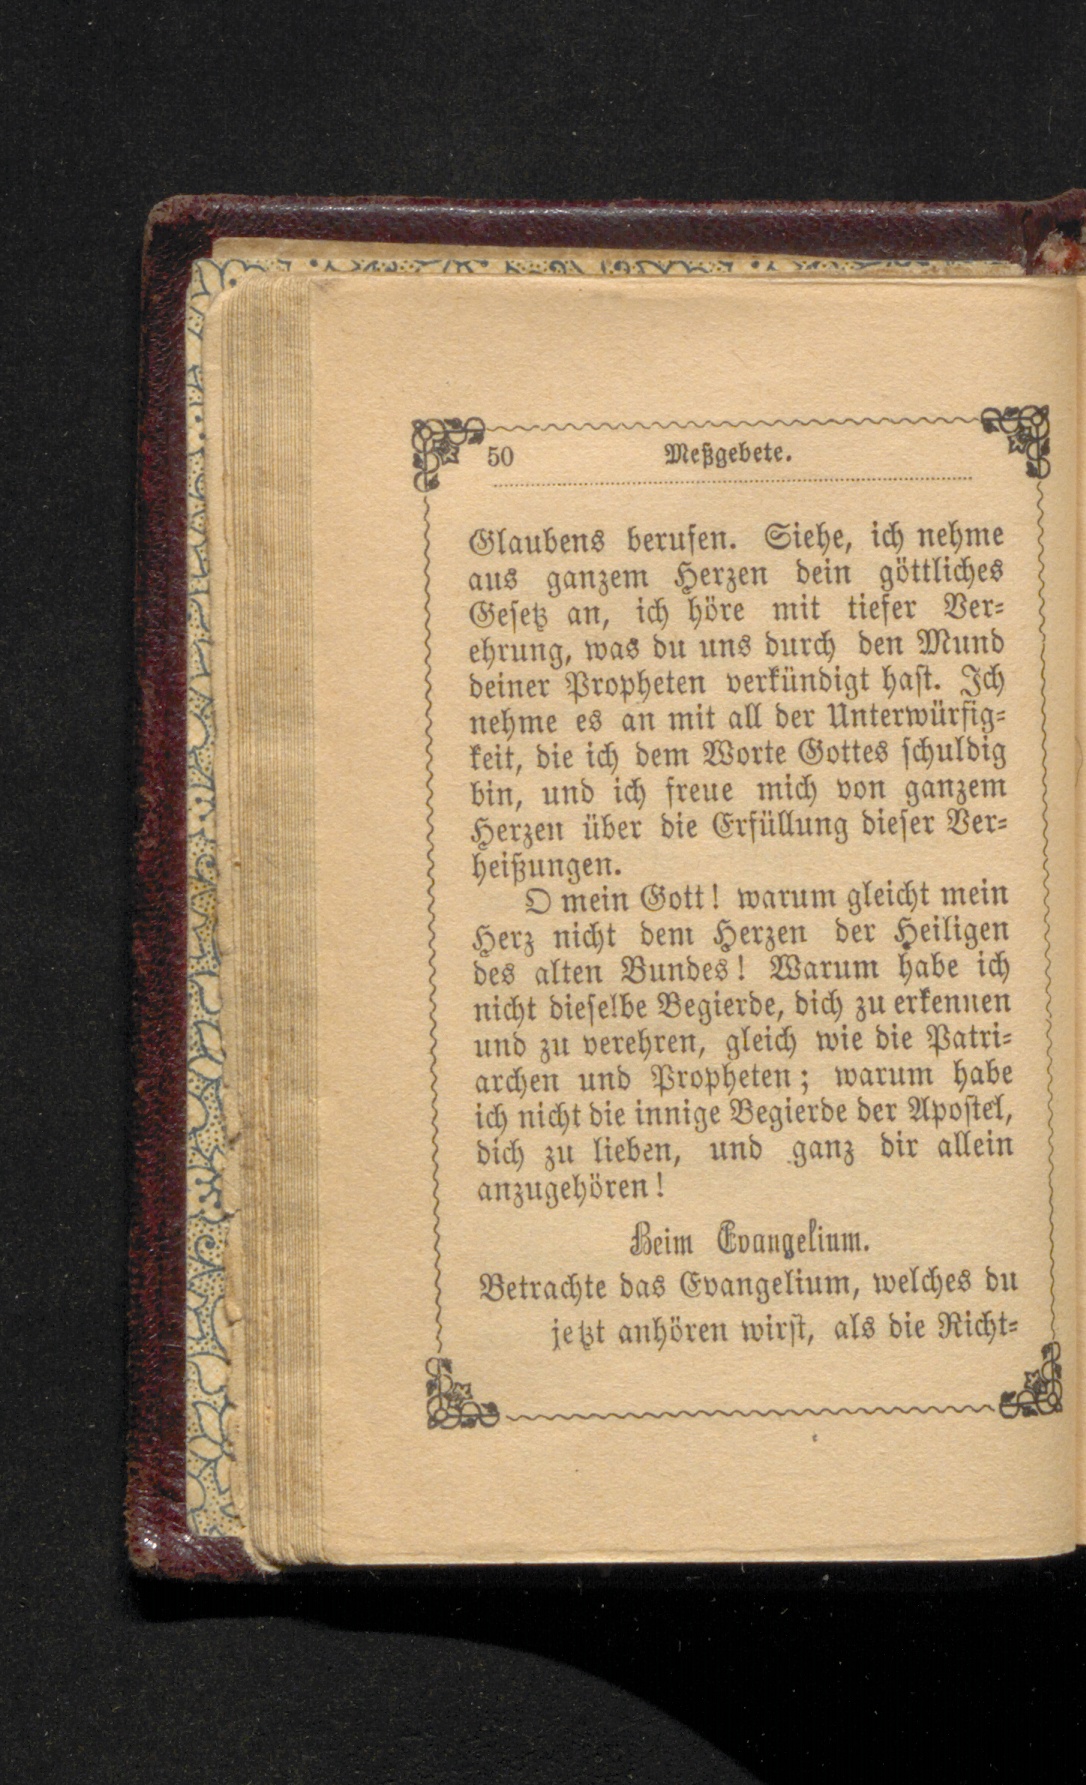 50 Meßgebete.
Glaubens berufen. Siehe, ich nehme
aus ganzem Herzen dein göttliches
Gesetz an, ich höre mit tiefer Ver-
ehrung, was du uns durch den Mund
deiner Propheten verkündigt hast. Ich
nehme es an mit all der Unterwürfig-
keit, die ich dem Worte Gottes schuldig
bin, und ich freue mich von ganzem
Herzen über die Erfüllung dieser Ver-
heißungen.
O mein Gott! warum gleicht mein
Herz nicht dem Herzen der Heiligen
des alten Bundes! Warum habe ich
nicht dieselbe Begierde, dich zu erkennen
und zu verehren, gleich wie die Patri-
archen und Propheten; warum habe
ich nicht die innige Begierde der Apostel,
dich zu lieben, und ganz dir allein
anzugehören!
Beim Evangelium.
Betrachte das Evangelium, welches du
jetzt anhören wirst, als die Richt-